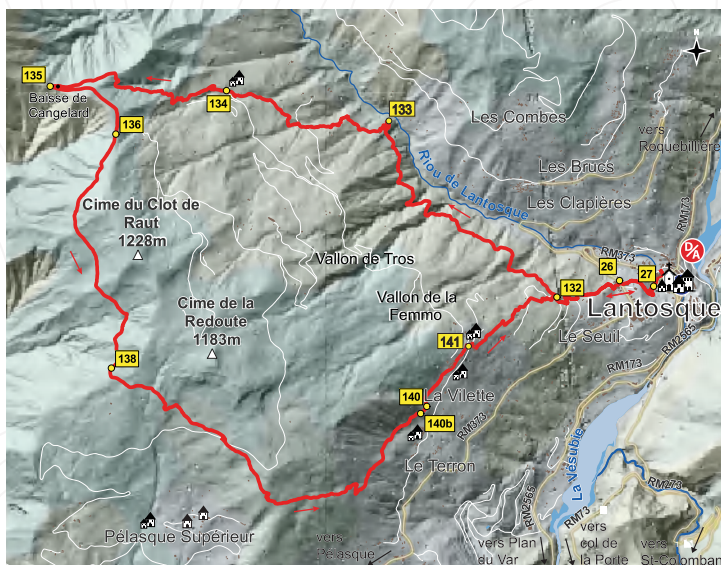 N
135
Baisse de
Cangelard
134
136
133
Les Combes
vers
Roquebillière
Riou de Lantosque
Les Brucs
Les Clapières
RM173
Cime du Clot de
Raut
1228m
Vallon de Tros
RM373
D/A
26
27
132
Lantosque
Cime de la
Redoute
1183m
Vallon de la
Femmo
141
Le Seuil
RM2565
RM173
138
140
La Vilette
140b
RM373
Le Terron
La Vésubie
RM273
RM2565
RM73
Pélasque Supérieur
vers
Pélasque
vers Plan
du Var
vers
col de
la Porte
vers
St-Colomban